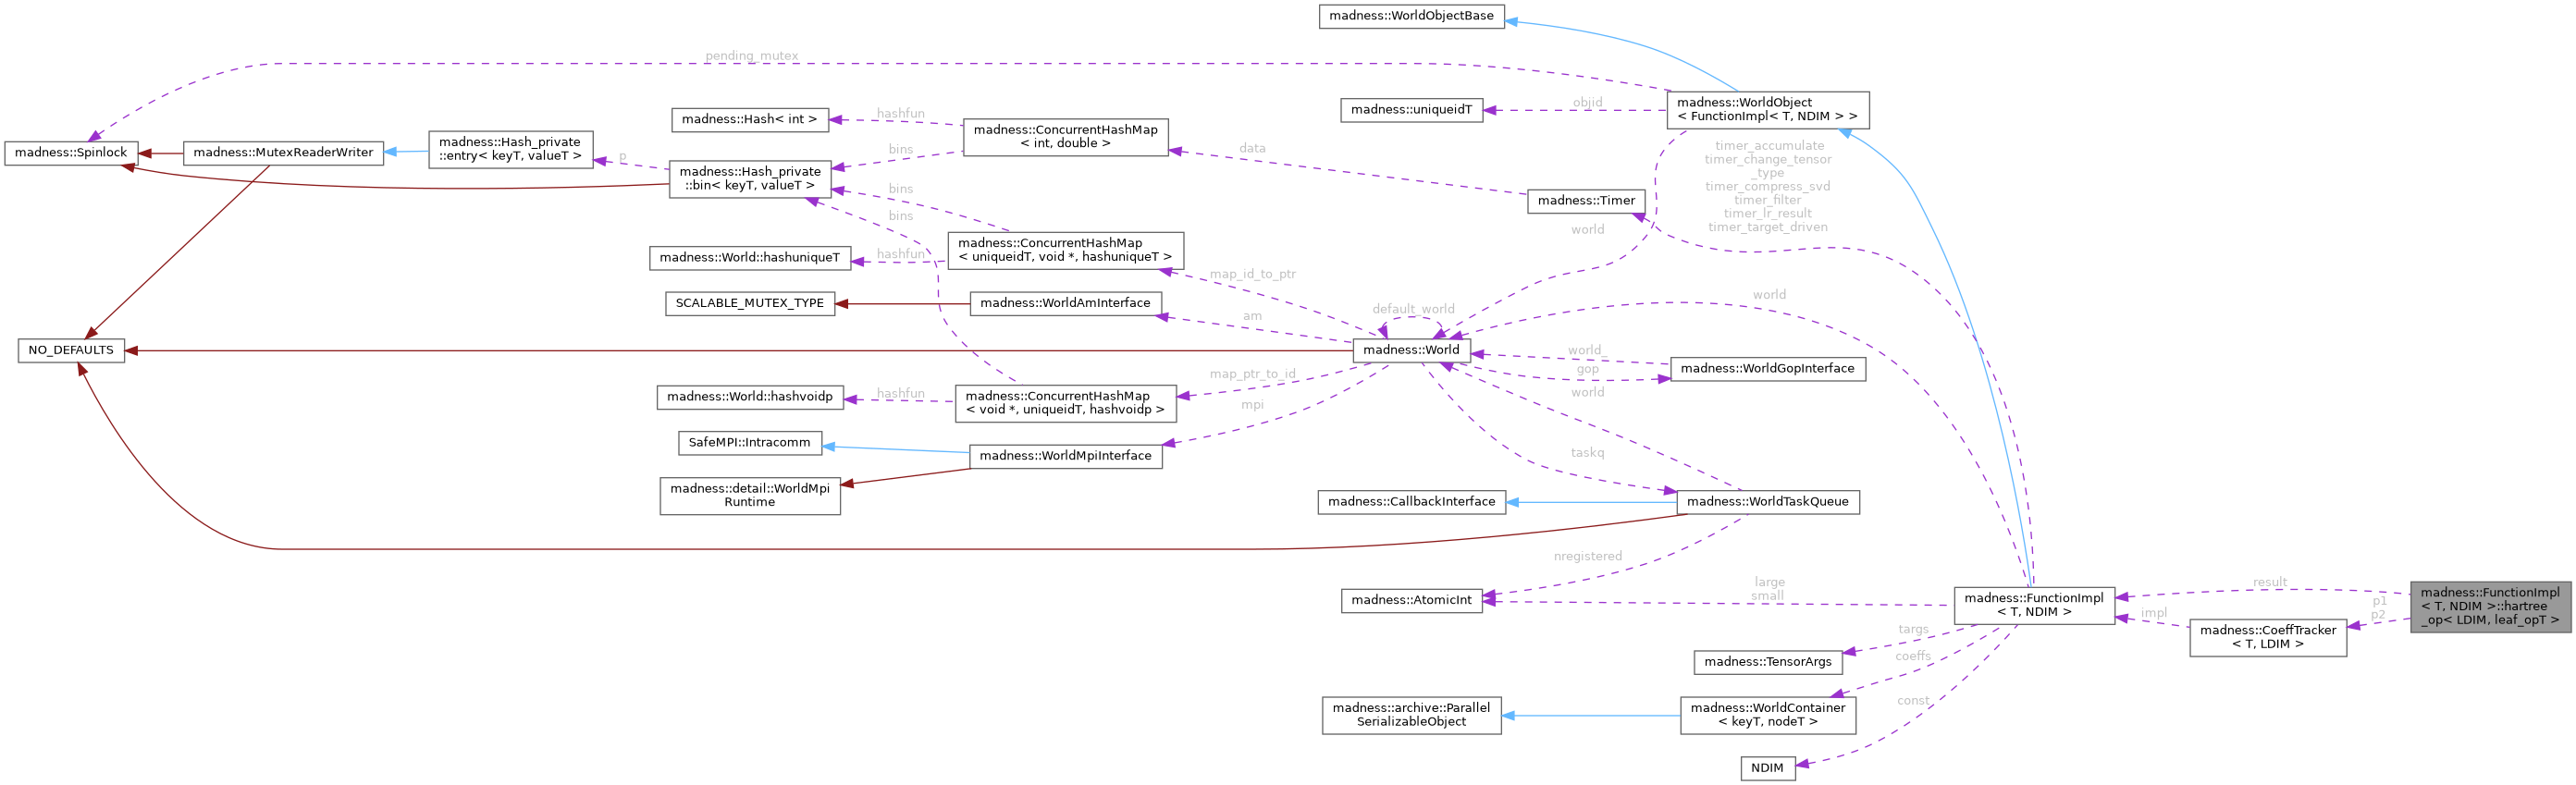 madness::WorldObjectBase
pending_mutex
madness::WorldObject
< FunctionImpl< T, NDIM > >
madness::uniqueidT
objid
madness::Hash< int >
hashfun
madness::ConcurrentHashMap
< int, double >
madness::Spinlock
madness::MutexReaderWriter
madness::Hash_private
::entry< keyT, valueT >
p
bins
data
timer_accumulate
timer_change_tensor
_type
timer_compress_svd
timer_filter
timer_lr_result
timer_target_driven
madness::Hash_private
::bin< keyT, valueT >
bins
bins
madness::Timer
world
madness::World::hashuniqueT
hashfun
madness::ConcurrentHashMap
< uniqueidT, void *, hashuniqueT >
map_id_to_ptr
SCALABLE_MUTEX_TYPE
madness::WorldAmInterface
am
default_world
world
NO_DEFAULTS
madness::World
world_
gop
madness::WorldGopInterface
map_ptr_to_id
world
madness::World::hashvoidp
hashfun
madness::ConcurrentHashMap
< void *, uniqueidT, hashvoidp >
mpi
SafeMPI::Intracomm
madness::WorldMpiInterface
taskq
madness::detail::WorldMpi
Runtime
madness::CallbackInterface
madness::WorldTaskQueue
nregistered
madness::AtomicInt
large
small
madness::FunctionImpl
< T, NDIM >
result
p1
p2
impl
madness::FunctionImpl
< T, NDIM >::hartree
_op< LDIM, leaf_opT >
madness::CoeffTracker
< T, LDIM >
targs
madness::TensorArgs
coeffs
madness::archive::Parallel
SerializableObject
madness::WorldContainer
< keyT, nodeT >
const
NDIM